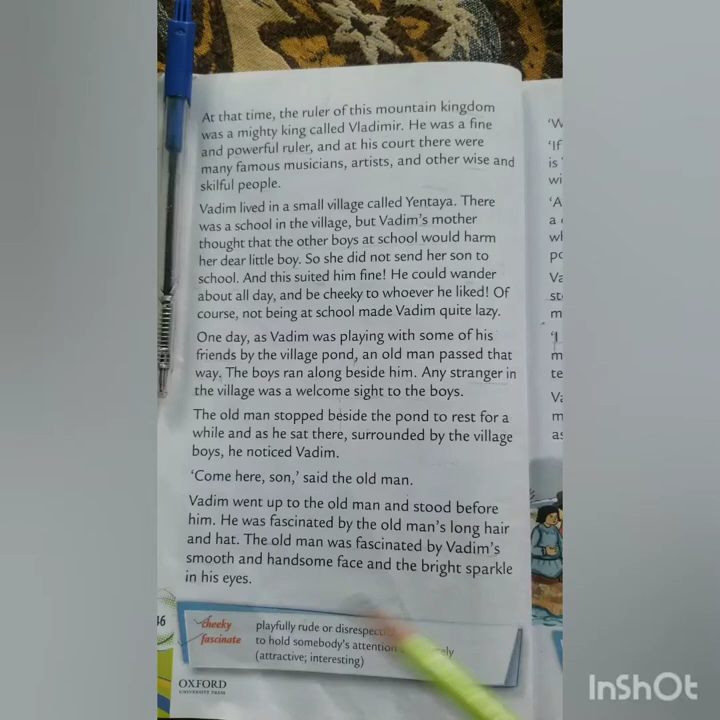 At that time, the ruler of this mountain kingdom
was a mighty king called Vladimir. He was a fine
and powerful ruler, and at his court there were
many famous musicians, artists, and other wise and
skilful people.
Vadim lived in a small village called Yentaya. There
was a school in the village, but Vadim's mother
thought that the other boys at school would harm
her dear little boy. So she did not send her son to
school. And this suited him fine! He could wander
about all day, and be cheeky to whoever he liked! Of
course, not being at school made Vadim quite lazy.
One day, as Vadim was playing with some of his
friends by the village pond, an old man passed that
way. The boys ran along beside him. Any stranger in
the village was a welcome sight to the boys.
The old man stopped beside the pond to rest for a
while and as he sat there, surrounded by the village
boys, he noticed Vadim.
‘Come here, son,’ said the old man.
Vadim went up to the old man and stood before
him. He was fascinated by the old man's long hair
and hat. The old man was fascinated by Vadim's
smooth and handsome face and the bright sparkle
in his eyes.
46
cheeky playfully rude or
fascinate to hold somebody's attention
(attractive; interesting)
OXFORD
UNIVERSITY PRESS
‘If
is
wi
‘A
InShOt